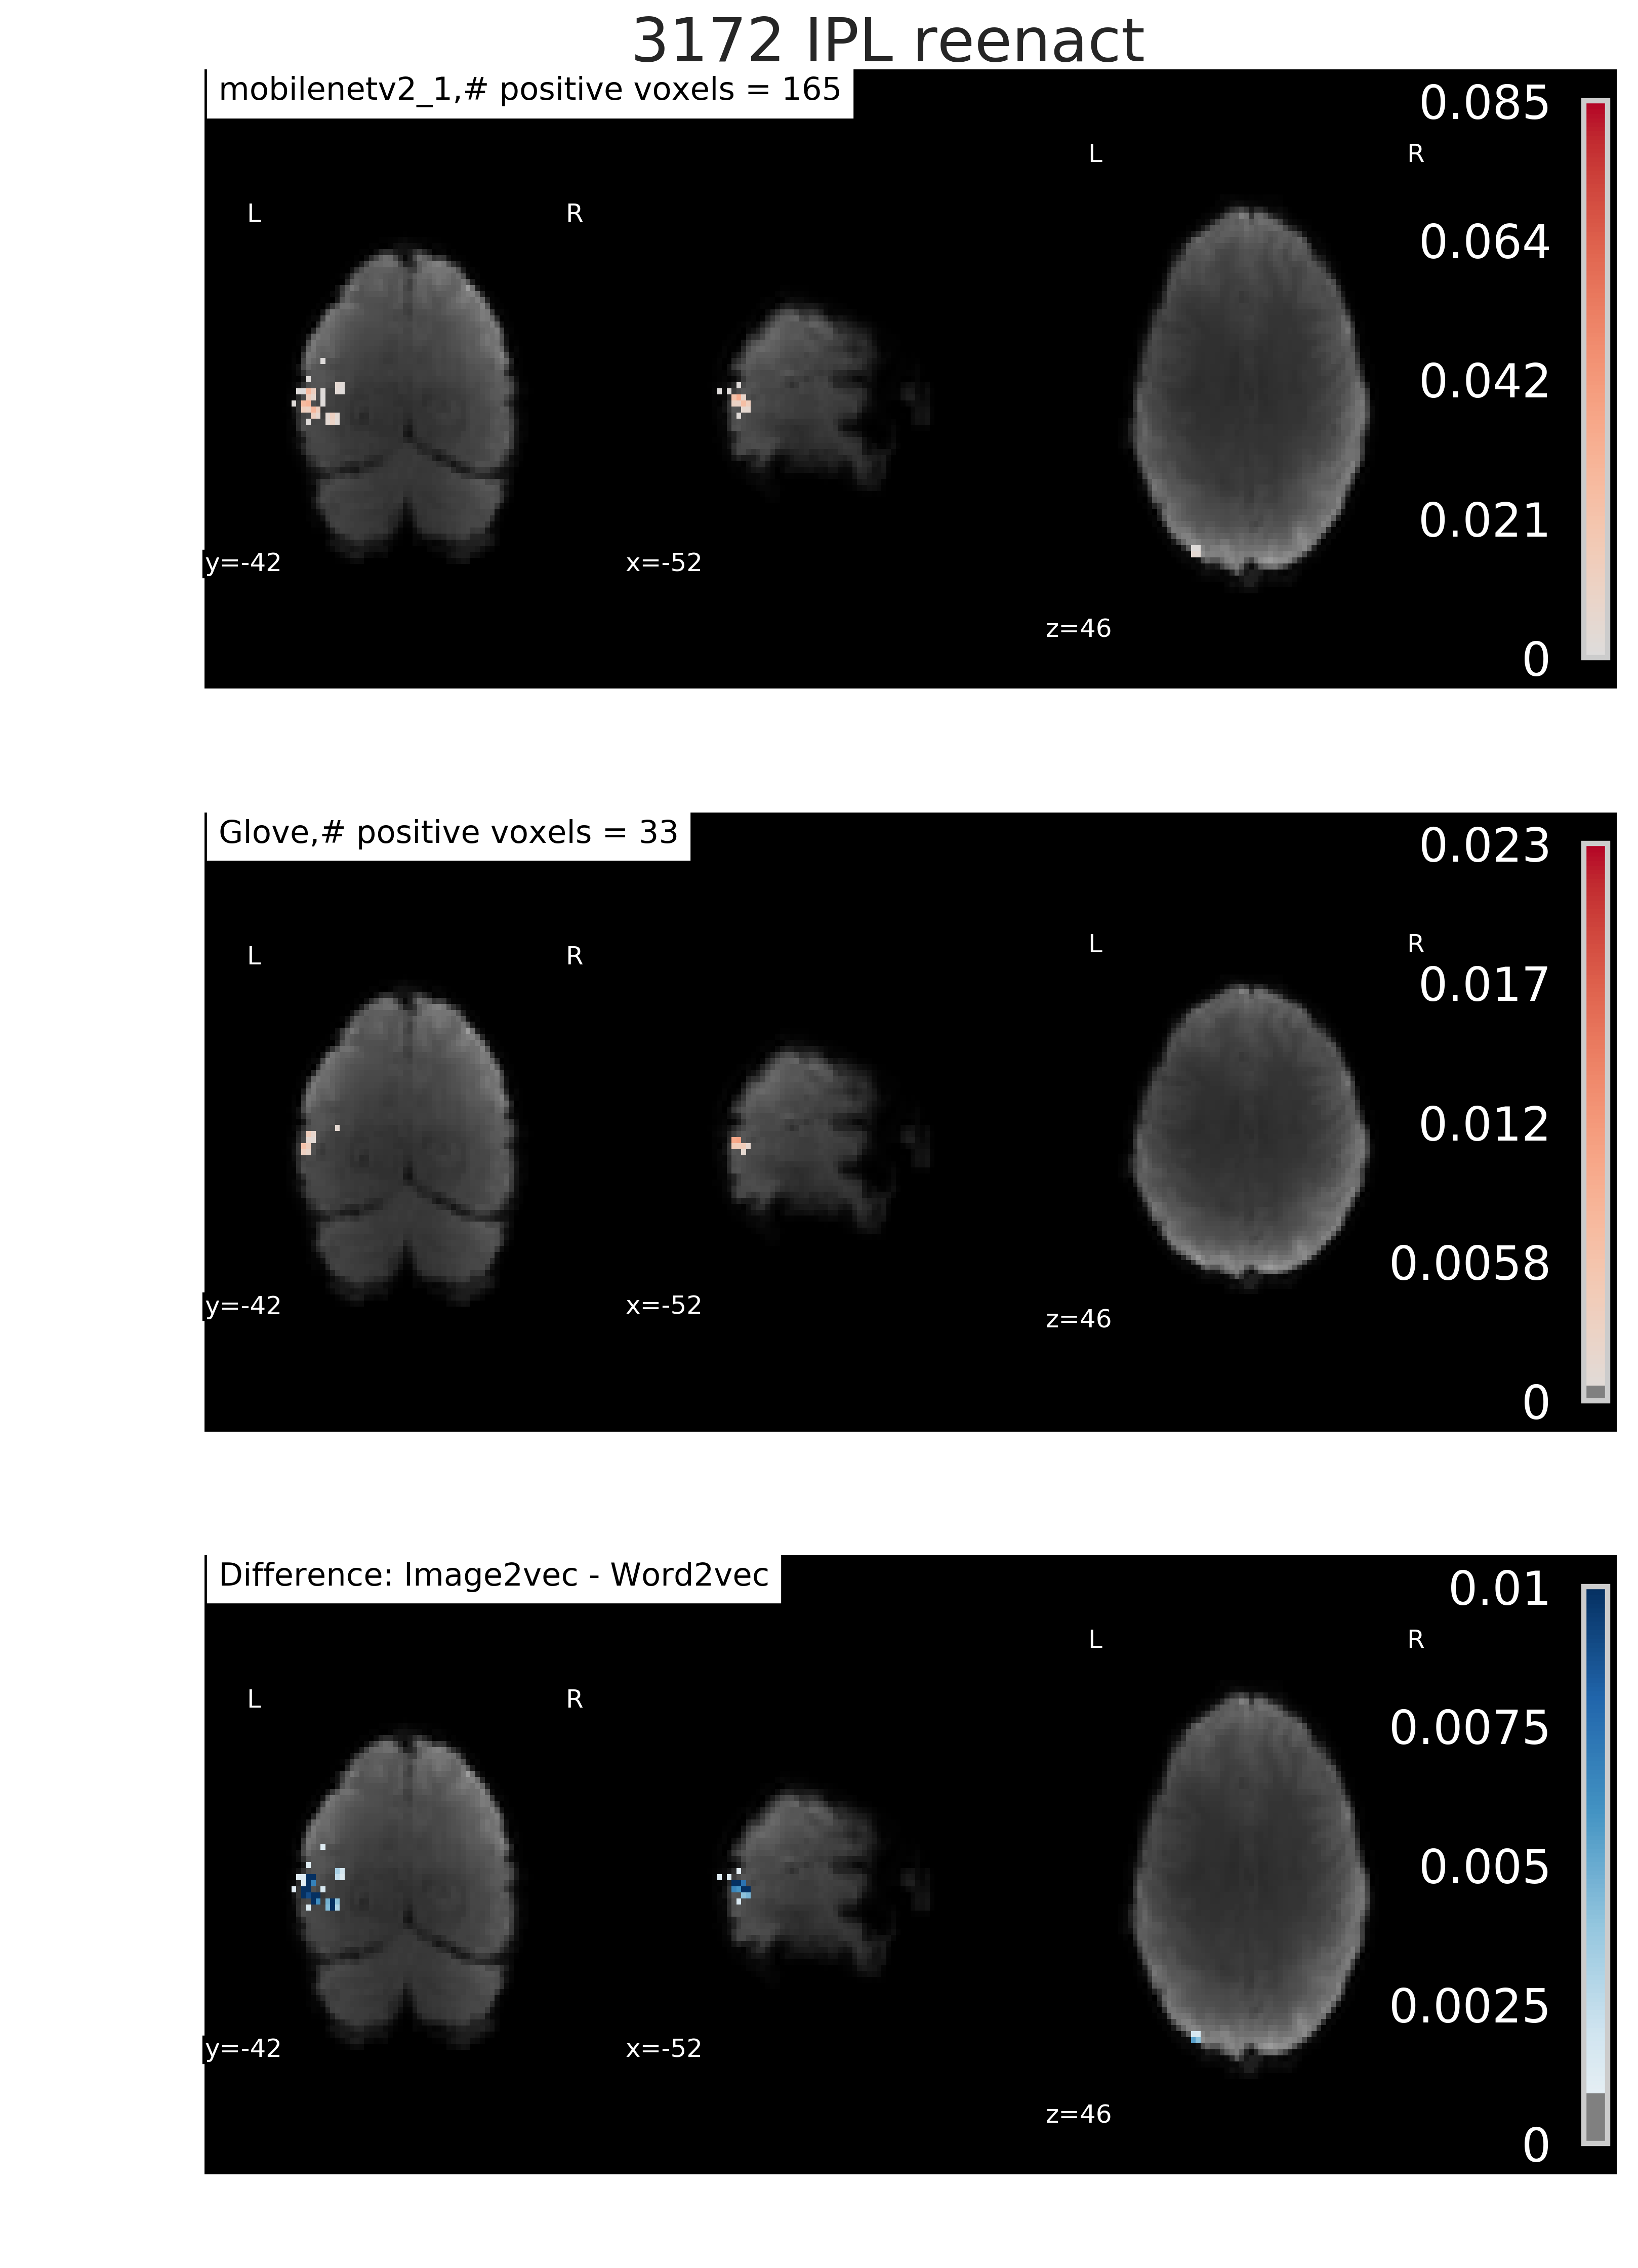 3172 IPL reenact
mobilenetv2_1,# positive voxels = 165
0.085
L R
L R
0.064
0.042
0.021
y=-42 x=-52
z=46
0
Glove,# positive voxels = 33
0.023
L R
L R
0.017
0.012
0.0058
y=-42 x=-52
z=46
0
Difference: Image2vec - Word2vec
0.01
L R
L R
0.0075
0.005
0.0025
y=-42 x=-52
z=46
0